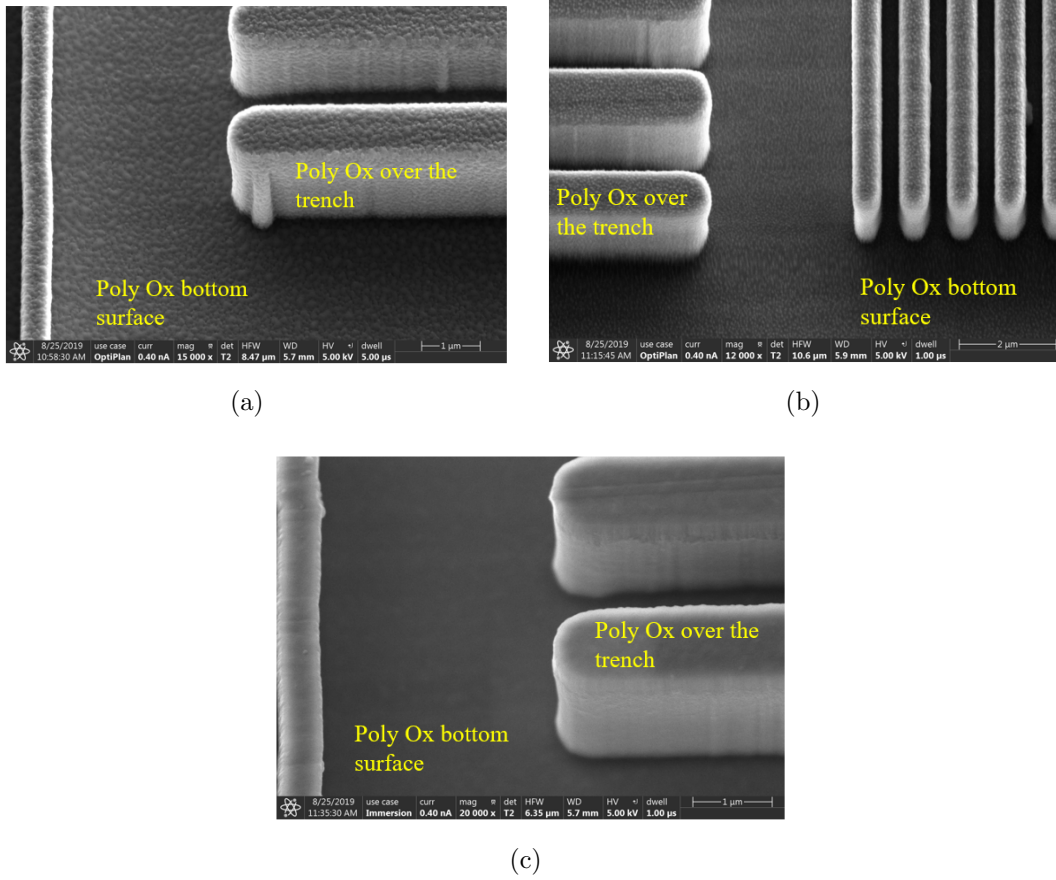 Poly Ox over the
trench
Poly Ox bottom
surface
8/25/2019 use case curr mag det HFW WD HV dwell
10:58:30 AM OptiPlan 0.40 nA 15 000 x T2 8.47 µm 5.7 mm 5.00 kV 5.00 µs
1 µm
(a)
Poly Ox over
the trench
Poly Ox bottom
surface
8/25/2019 use case curr mag det HFW WD HV dwell
11:15:45 AM OptiPlan 0.40 nA 12 000 x T2 10.6 µm 5.9 mm 5.00 kV 1.00 µs
2 µm
(b)
Poly Ox over the
trench
Poly Ox bottom
surface
8/25/2019 use case curr mag det HFW WD HV dwell
11:35:30 AM Immersion 0.40 nA 20 000 x T2 6.35 µm 5.7 mm 5.00 kV 1.00 µs
1 µm
(c)